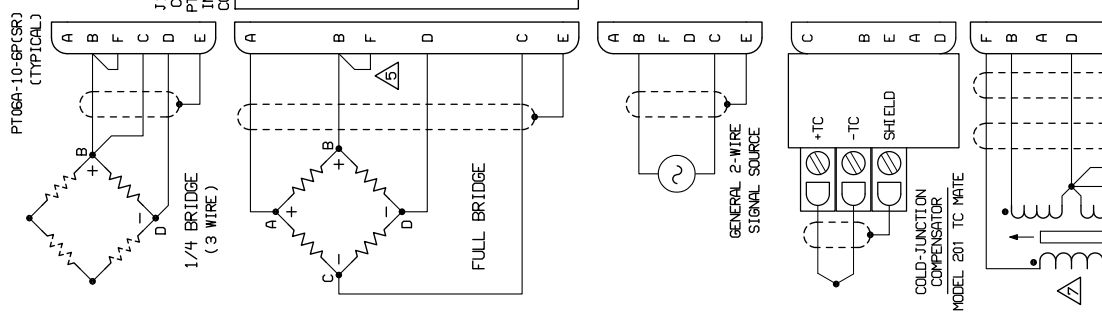 PT06A-10-6P(SR)
(TYPICAL)
A
B
F
C
D
E
B
+
-
D
1/4 BRIDGE
(3 WIRE)
A
B
F
D
C
E
5
A
+
B
+
C
-
-
D
FULL BRIDGE
A
B
F
D
C
E
GENERAL 2-WIRE
SIGNAL SOURCE
C
B
E
A
D
+TC
-TC
SHIELD
COLD-JUNCTION
COMPENSATOR
MODEL 201 TC MATE
F
B
A
D
7